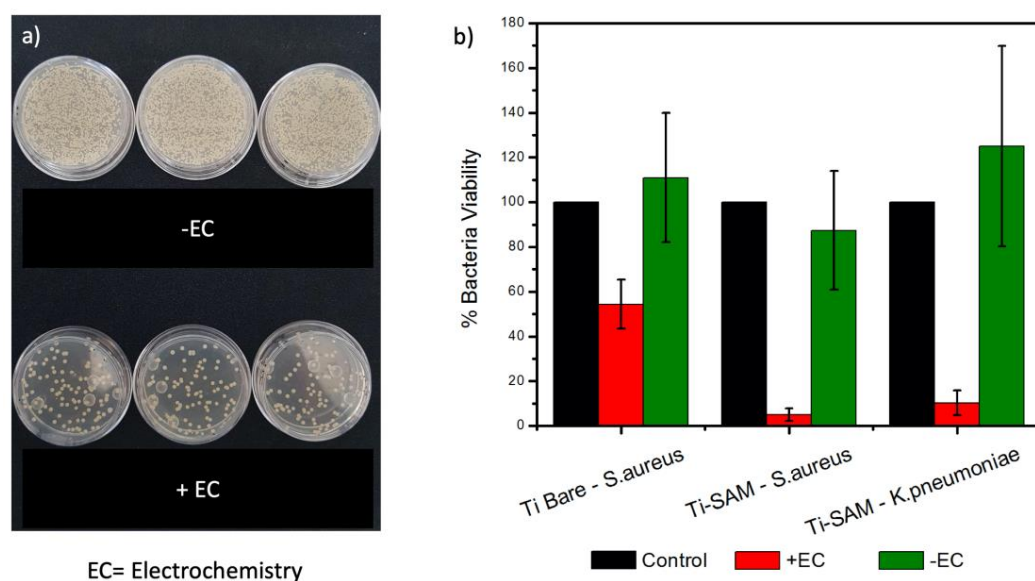 a)
-EC
+ EC
EC= Electrochemistry
b)
% Bacteria Viability
180
160
140
120
100
80
60
40
20
0
Ti Bare - S.aureus
Ti-SAM - S.aureus
Ti-SAM - K.pneumoniae
Control
+EC
-EC